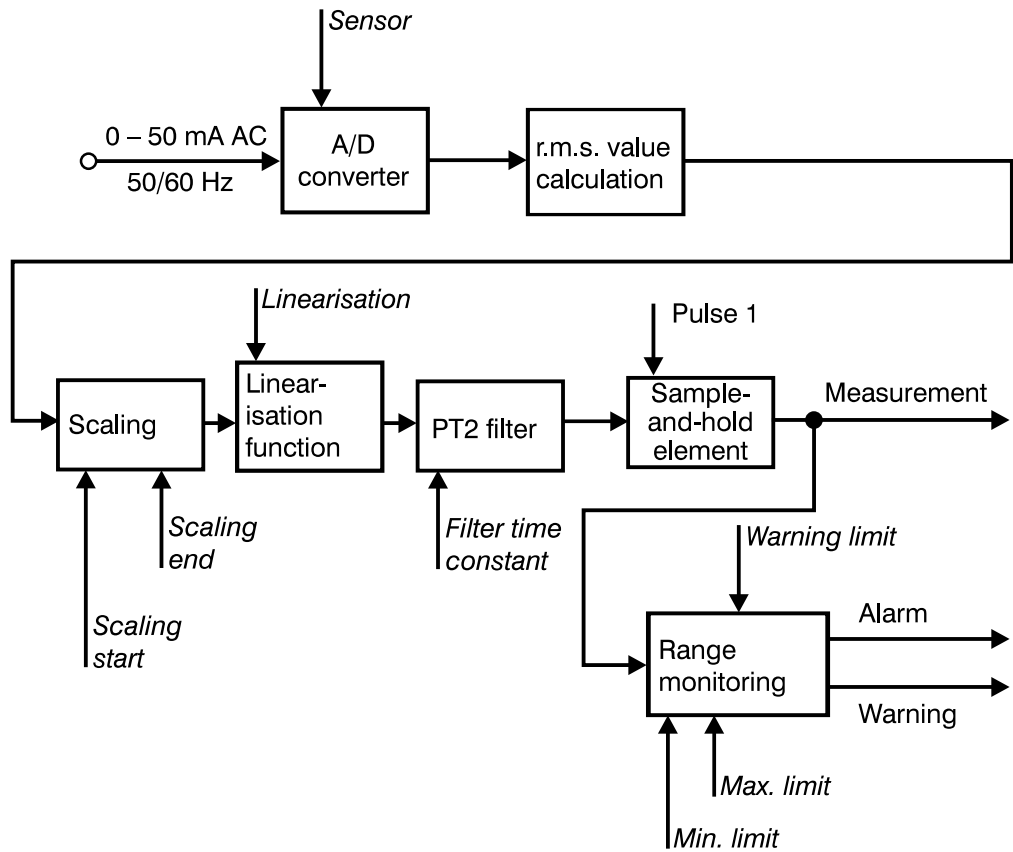 Sensor
0 – 50 mA AC
50/60 Hz
A/D
converter
r.m.s. value
calculation
Linearisation
Pulse 1
Scaling
Linear-
isation
function
PT2 filter
Sample-
and-hold
element
Measurement
Scaling
end
Filter time
constant
Warning limit
Scaling
start
Range
monitoring
Alarm
Warning
Max. limit
Min. limit